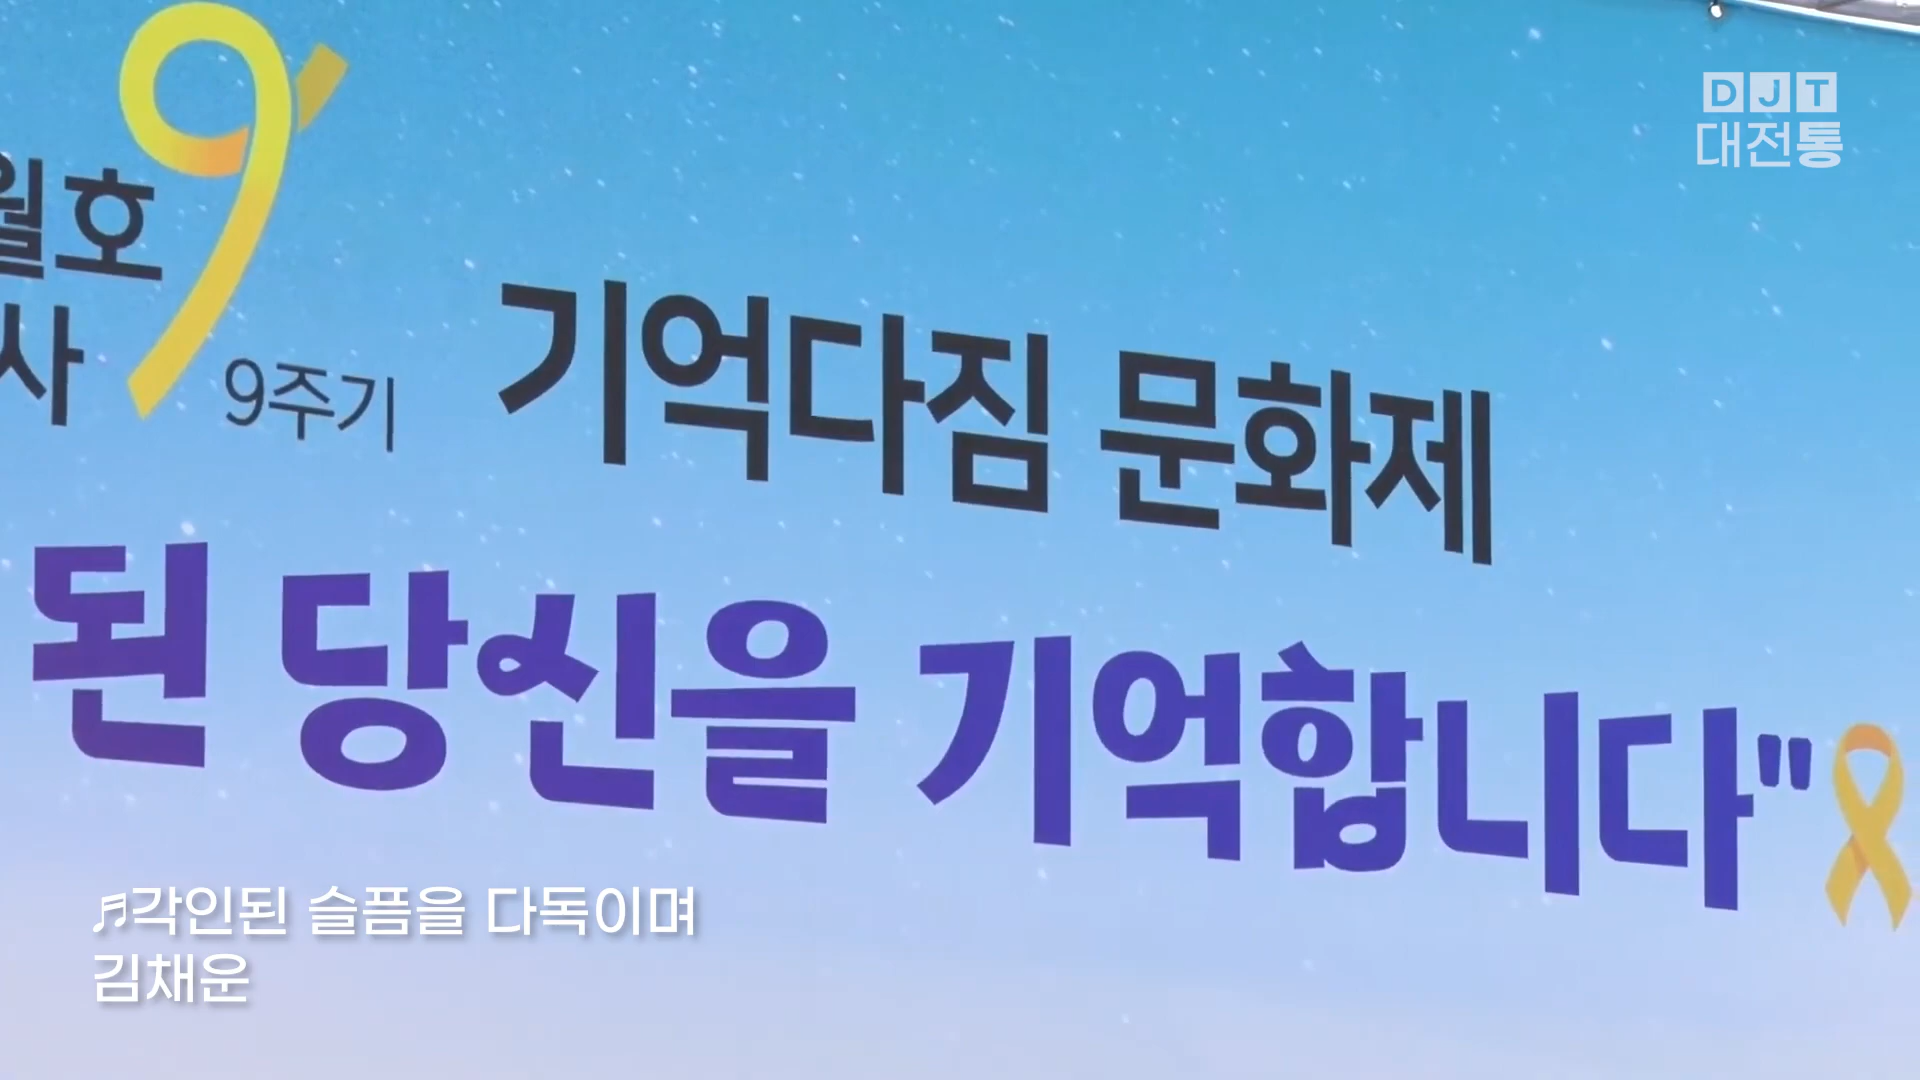 DJT
대전통
월호
사
9
9주기
기억다짐 문화제
된 당신을 기억합니다"
♬각인된 슬픔을 다독이며
김채운